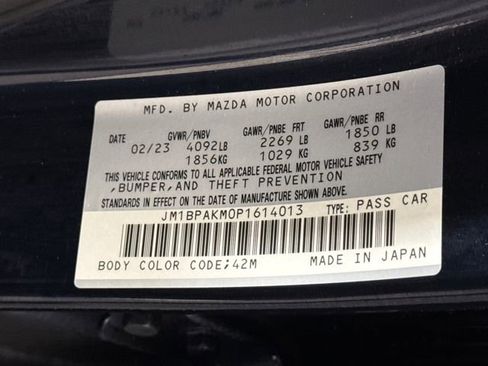 MFD. BY MAZDA MOTOR CORPORATION
DATE GVWR/PNBV GAWR/PNBE FRT GAWR/PNBE RR
02/23 4092LB 2269 LB 1850 LB
1856KG 1029 KG 839 KG
THIS VEHICLE CONFORMS TO ALL APPLICABLE FEDERAL MOTOR VEHICLE SAFETY
,BUMPER,AND THEFT PREVENTION
STANDARDS IN EFFECT ON THE DATE OF MANUFACTURE SHOWN ABOVE.
JM1BPAKM0P1614013 TYPE: PASS CAR
BODY COLOR CODE;42M MADE IN JAPAN